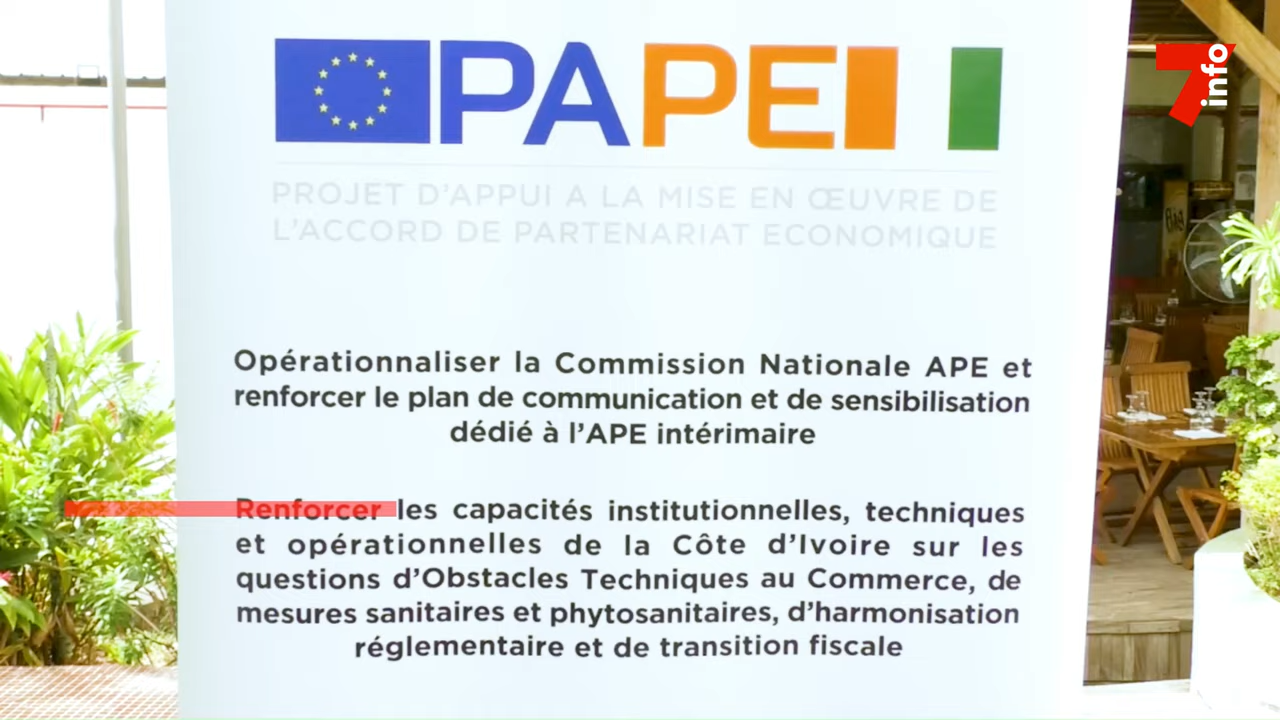 PAPE
PROJET D'APPUI A LA MISE EN ŒUVRE DE
L'ACCORD DE PARTENARIAT ECONOMIQUE
Opérationnaliser la Commission Nationale APE et
renforcer le plan de communication et de sensibilisation
dédié à l'APE intérimaire
Renforcer les capacités institutionnelles, techniques
et opérationnelles de la Côte d'Ivoire sur les
questions d'Obstacles Techniques au Commerce, de
mesures sanitaires et phytosanitaires, d'harmonisation
réglementaire et de transition fiscale
7info